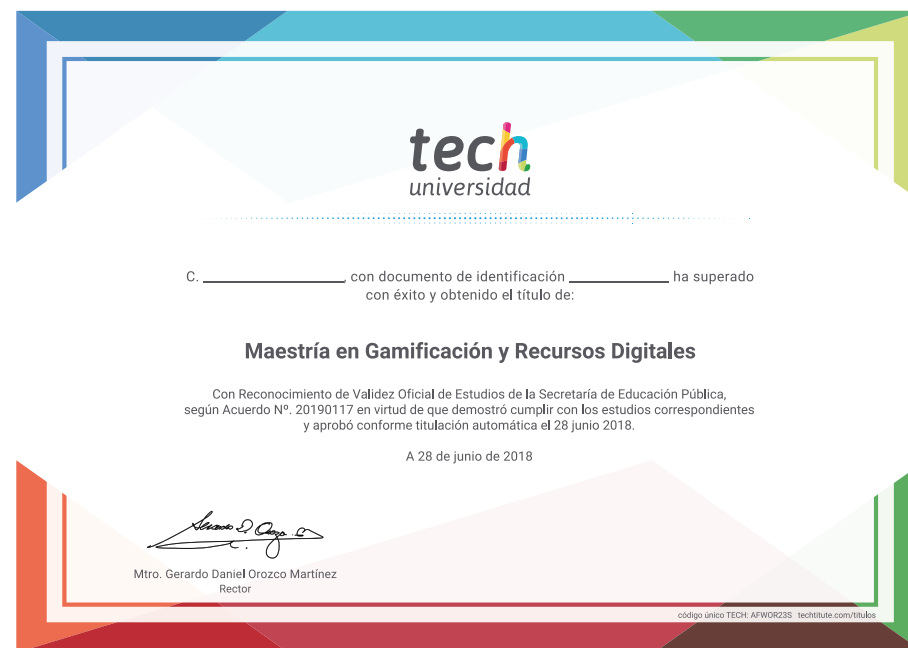 tech
universidad
C. ____________, con documento de identificación ____________ ha superado
con éxito y obtenido el título de:
Maestría en Gamificación y Recursos Digitales
Con Reconocimiento de Validez Oficial de Estudios de la Secretaría de Educación Pública,
según Acuerdo Nº. 20190117 en virtud de que demostró cumplir con los estudios correspondientes
y aprobó conforme titulación automática el 28 junio 2018.
A 28 de junio de 2018
Mtro. Gerardo Daniel Orozco Martínez
Rector
código único TECH: AFWOR23S techtitute.com/titulos